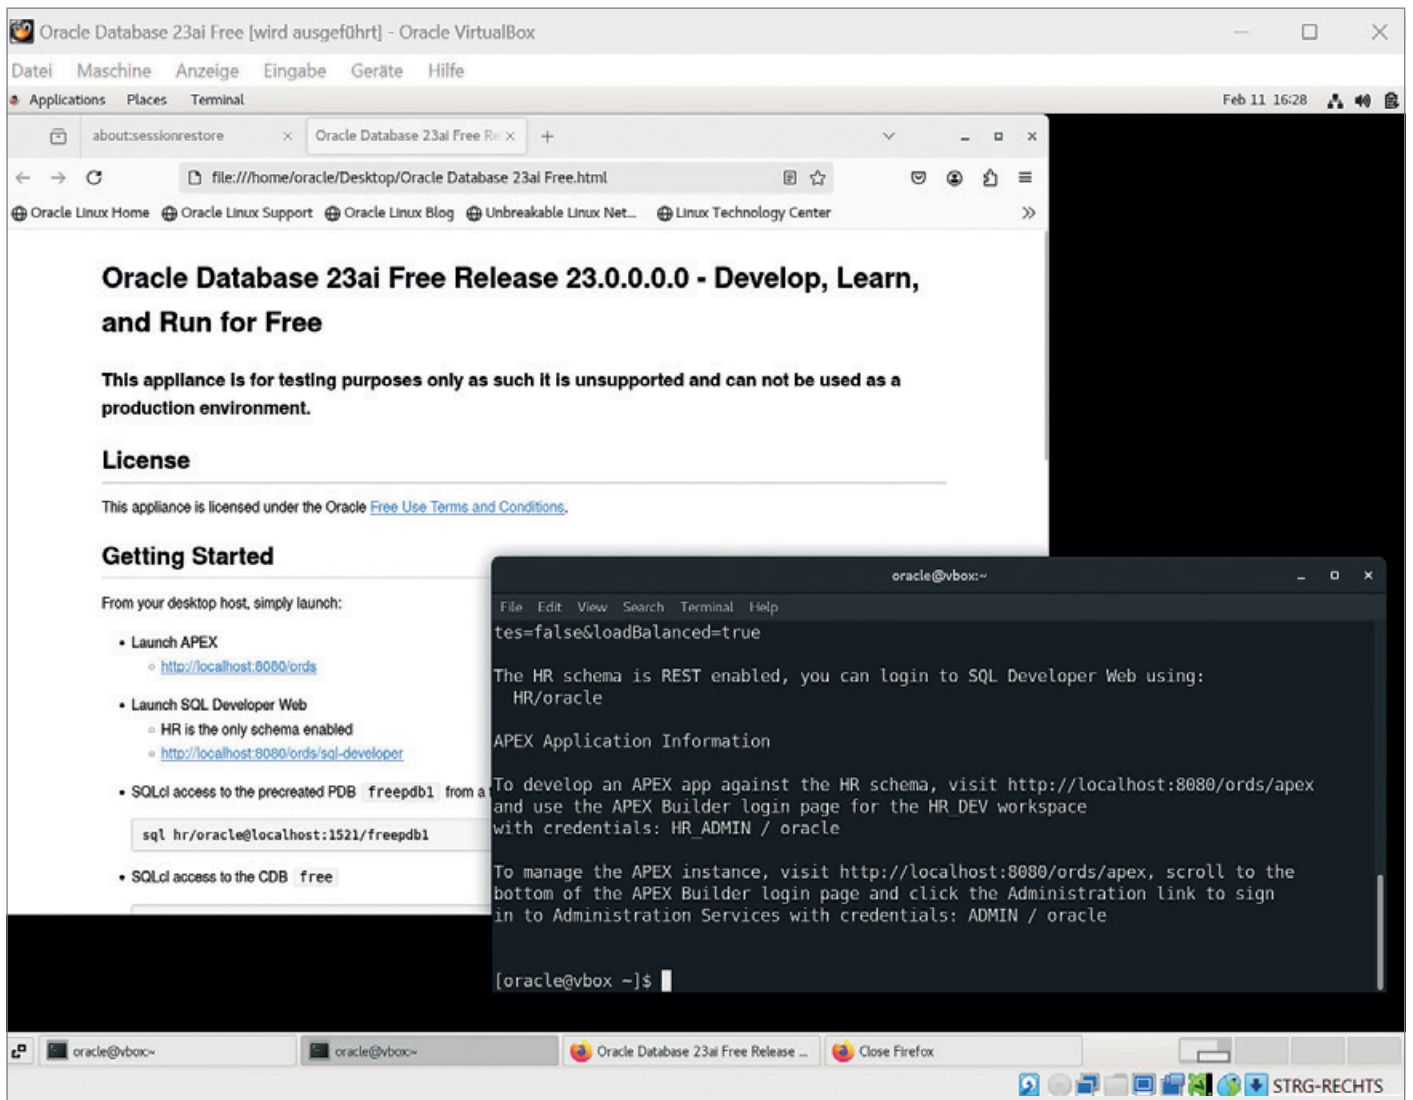 Oracle Database 23ai Free [wird ausgeführt] - Oracle VirtualBox
Datei Maschine Anzeige Eingabe Geräte Hilfe
Applications Places Terminal Feb 11 16:28
about:sessionrestore Oracle Database 23ai Free Re
file:///home/oracle/Desktop/Oracle Database 23ai Free.html
Oracle Linux Home Oracle Linux Support Oracle Linux Blog Unbreakable Linux Net... Linux Technology Center
Oracle Database 23ai Free Release 23.0.0.0.0 - Develop, Learn,
and Run for Free
This appliance is for testing purposes only as such it is unsupported and can not be used as a
production environment.
License
This appliance is licensed under the Oracle Free Use Terms and Conditions.
Getting Started
From your desktop host, simply launch:
• Launch APEX
◦ http://localhost:8080/ords
• Launch SQL Developer Web
◦ HR is the only schema enabled
◦ http://localhost:8080/ords/sql-developer
• SQLcl access to the precreated PDB freepdb1 from a t
sql hr/oracle@localhost:1521/freepdb1
• SQLcl access to the CDB free
oracle@vbox:~
File Edit View Search Terminal Help
tes=false&loadBalanced=true
The HR schema is REST enabled, you can login to SQL Developer Web using:
HR/oracle
APEX Application Information
To develop an APEX app against the HR schema, visit http://localhost:8080/ords/apex
and use the APEX Builder login page for the HR_DEV workspace
with credentials: HR_ADMIN / oracle
To manage the APEX instance, visit http://localhost:8080/ords/apex, scroll to the
bottom of the APEX Builder login page and click the Administration link to sign
in to Administration Services with credentials: ADMIN / oracle
[oracle@vbox ~]$
oracle@vbox:~ oracle@vbox:~ Oracle Database 23ai Free Release ... Close Firefox
STRG-RECHTS